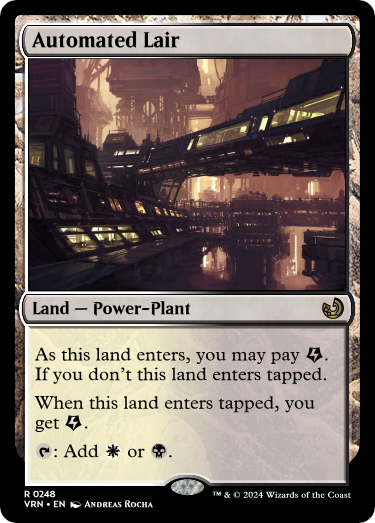 Automated Lair
Land — Power-Plant
As this land enters, you may pay .
If you don't this land enters tapped.
When this land enters tapped, you
get .
: Add or .
R 0248
VRN • EN Andreas Rocha
™ & © 2024 Wizards of the Coast